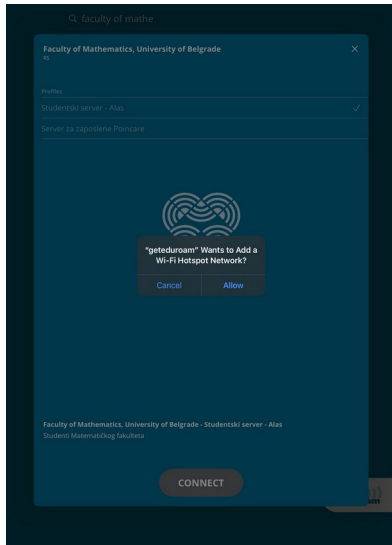 faculty of mathe
Faculty of Mathematics, University of Belgrade
RS
Profiles
Studentski server - Alas
Server za zaposlene Poincare
“geteduroam” Wants to Add a
Wi-Fi Hotspot Network?
Cancel Allow
Faculty of Mathematics, University of Belgrade - Studentski server - Alas
Studenti Matematičkog fakulteta
CONNECT